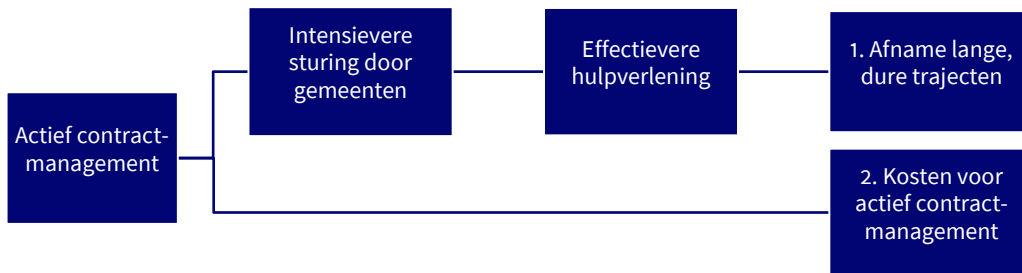 Actief contract-
management
Intensievere
sturing door
gemeenten
Effectievere
hulpverlening
1. Afname lange,
dure trajecten
2. Kosten voor
actief contract-
management